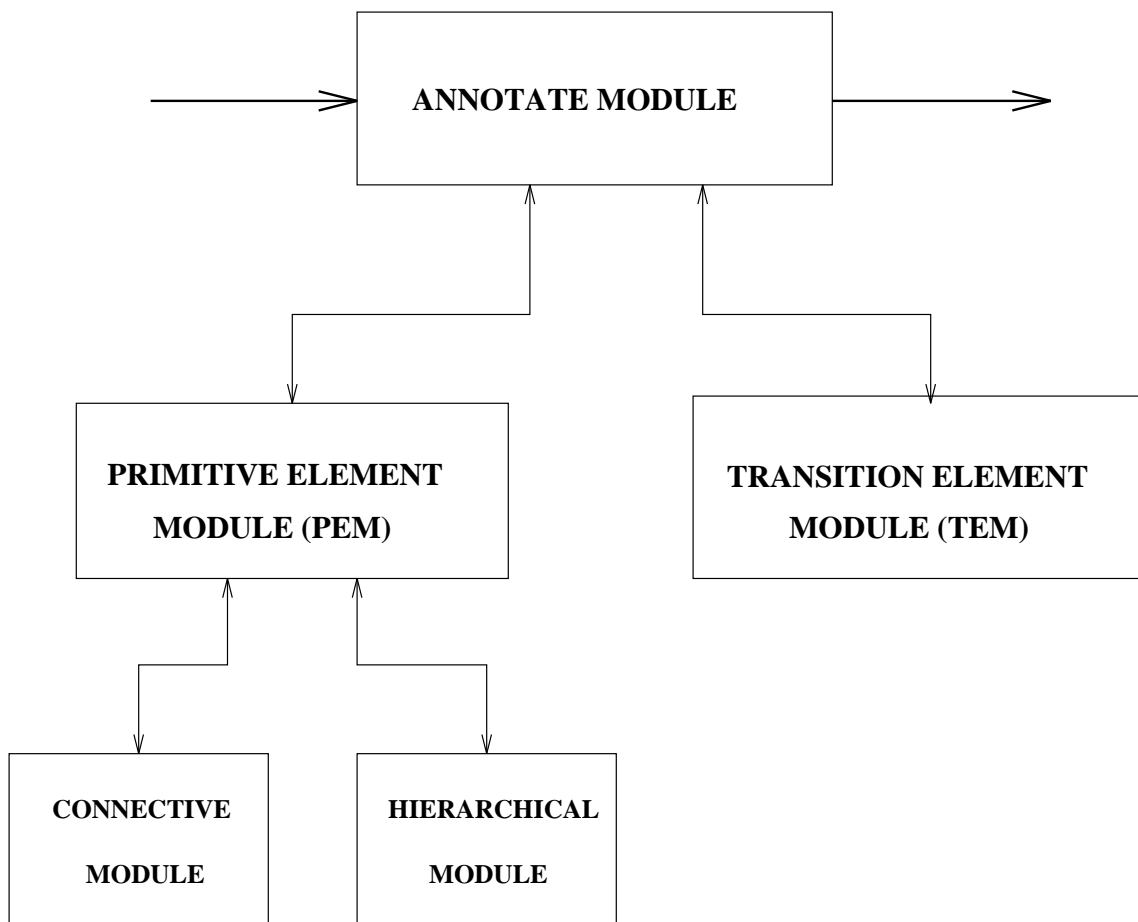 ANNOTATE MODULE
PRIMITIVE ELEMENT
MODULE (PEM)
TRANSITION ELEMENT
MODULE (TEM)
CONNECTIVE
MODULE
HIERARCHICAL
MODULE